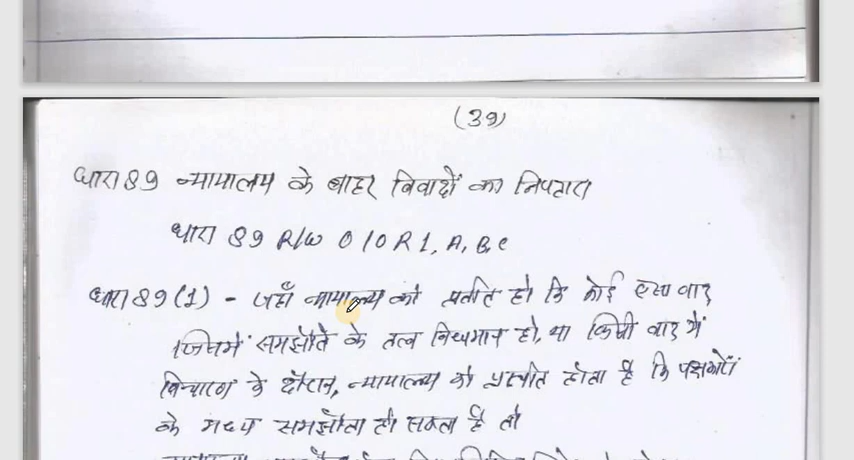 (39)
धारा 89 न्यायालय के बाहर विवादों का निपटारा
धारा 89 R/W O 10 R 1, A, B, C
धारा 89 (1) - जहाँ न्यायालय को प्रतीत हो कि कोई ऐसा वाद
जिसमें समझौते के तत्व विधमान हो, या किसी वाद में
विचारण के दौरान, न्यायालय को प्रतीत होता है कि पक्षकारों
के मध्य समझौता हो सकता है तो